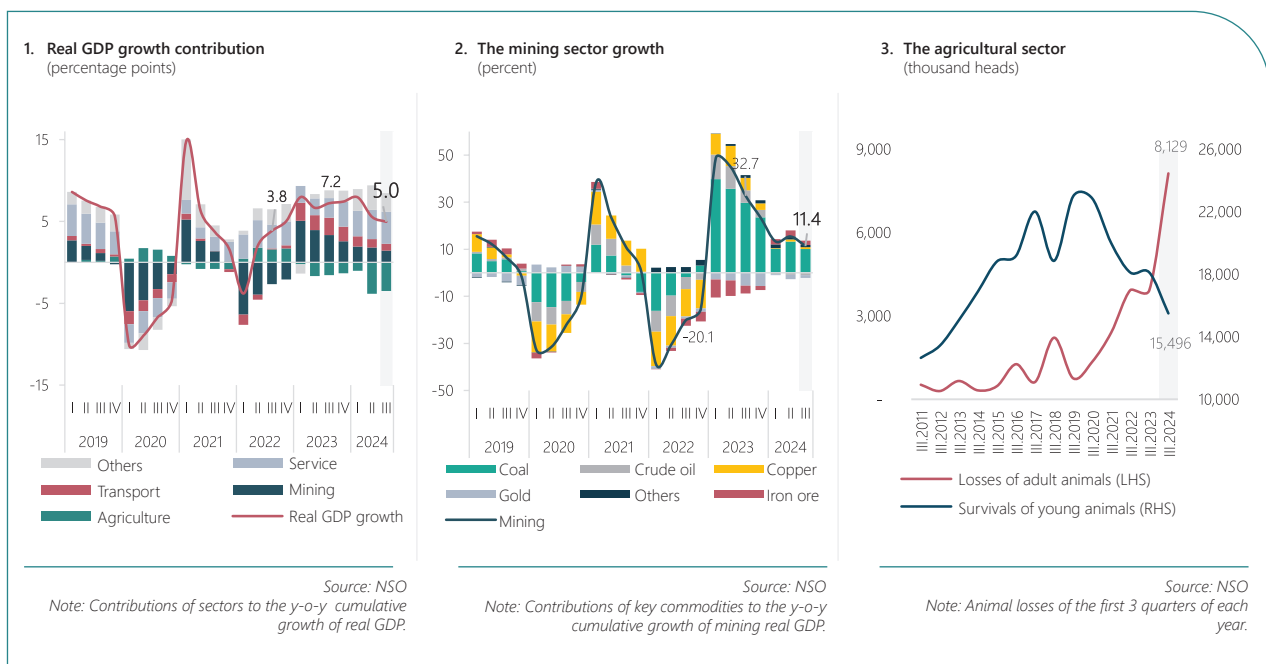 1. Real GDP growth contribution
(percentage points)
15
5
-5
-15
3.8
7.2
5.0
I II III IV I II III IV I II III IV I II III IV I II III IV I II III
2019 2020 2021 2022 2023 2024
Others
Service
Transport
Mining
Agriculture
Real GDP growth
Source: NSO
Note: Contributions of sectors to the y-o-y cumulative
growth of real GDP.
2. The mining sector growth
(percent)
50
30
10
-10
-30
-50
32.7
11.4
-20.1
I II III IV I II III IV I II III IV I II III IV I II III IV I II III
2019 2020 2021 2022 2023 2024
Coal
Crude oil
Copper
Gold
Others
Iron ore
Mining
Source: NSO
Note: Contributions of key commodities to the y-o-y
cumulative growth of mining real GDP.
3. The agricultural sector
(thousand heads)
9,000
6,000
3,000
-
8,129
15,496
26,000
22,000
18,000
14,000
10,000
III.2011
III.2012
III.2013
III.2014
III.2015
III.2016
III.2017
III.2018
III.2019
III.2020
III.2021
III.2022
III.2023
III.2024
Losses of adult animals (LHS)
Survivals of young animals (RHS)
Source: NSO
Note: Animal losses of the first 3 quarters of each
year.